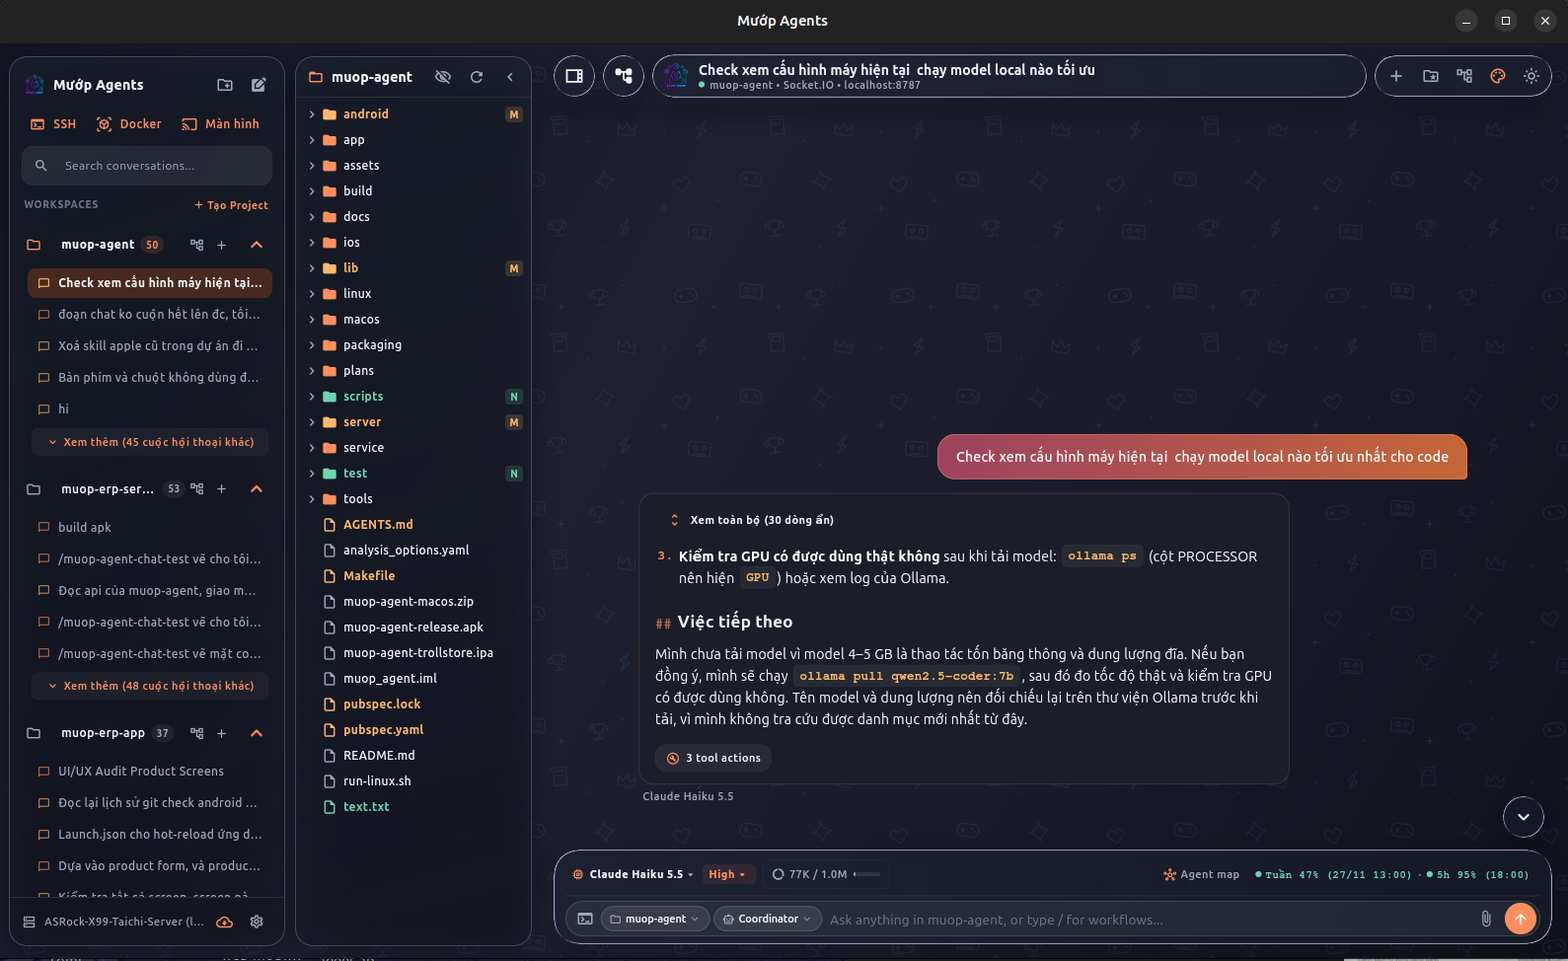 Mướp Agents
Mướp Agents
SSH
Docker
Màn hình
Search conversations...
WORKSPACES
+ Tạo Project
muop-agent 50
Check xem cấu hình máy hiện tại...
đoạn chat ko cuộn hết lên đc, tối...
Xoá skill apple cũ trong dự án đi ...
Bàn phím và chuột không dùng đ...
hi
Xem thêm (45 cuộc hội thoại khác)
muop-erp-ser... 53
build apk
/muop-agent-chat-test vẽ cho tôi...
Đọc api của muop-agent, giao m...
/muop-agent-chat-test vẽ cho tôi...
/muop-agent-chat-test vẽ mặt co...
Xem thêm (48 cuộc hội thoại khác)
muop-erp-app 37
UI/UX Audit Product Screens
Đọc lại lịch sử git check android ...
Launch.json cho hot-reload ứng d...
Dựa vào product form, và produc...
ASRock-X99-Taichi-Server (l...
muop-agent
android M
app
assets
build
docs
ios
lib M
linux
macos
packaging
plans
scripts N
server M
service
test N
tools
AGENTS.md
analysis_options.yaml
Makefile
muop-agent-macos.zip
muop-agent-release.apk
muop-agent-trollstore.ipa
muop_agent.iml
pubspec.lock
pubspec.yaml
README.md
run-linux.sh
text.txt
Check xem cấu hình máy hiện tại  chạy model local nào tối ưu
muop-agent • Socket.IO • localhost:8787
Check xem cấu hình máy hiện tại  chạy model local nào tối ưu nhất cho code
Xem toàn bộ (30 dòng ẩn)
3. Kiểm tra GPU có được dùng thật không sau khi tải model: ollama ps (cột PROCESSOR
nên hiện GPU) hoặc xem log của Ollama.
## Việc tiếp theo
Mình chưa tải model vì model 4–5 GB là thao tác tốn băng thông và dung lượng đĩa. Nếu bạn
đồng ý, mình sẽ chạy ollama pull qwen2.5-coder:7b, sau đó đo tốc độ thật và kiểm tra GPU
có được dùng không. Tên model và dung lượng nên đối chiếu lại trên thư viện Ollama trước khi
tải, vì mình không tra cứu được danh mục mới nhất từ đây.
3 tool actions
Claude Haiku 5.5
Claude Haiku 5.5
High
77K / 1.0M
Agent map
Tuần 47% (27/11 13:00) · 5h 95% (18:00)
muop-agent
Coordinator
Ask anything in muop-agent, or type / for workflows...